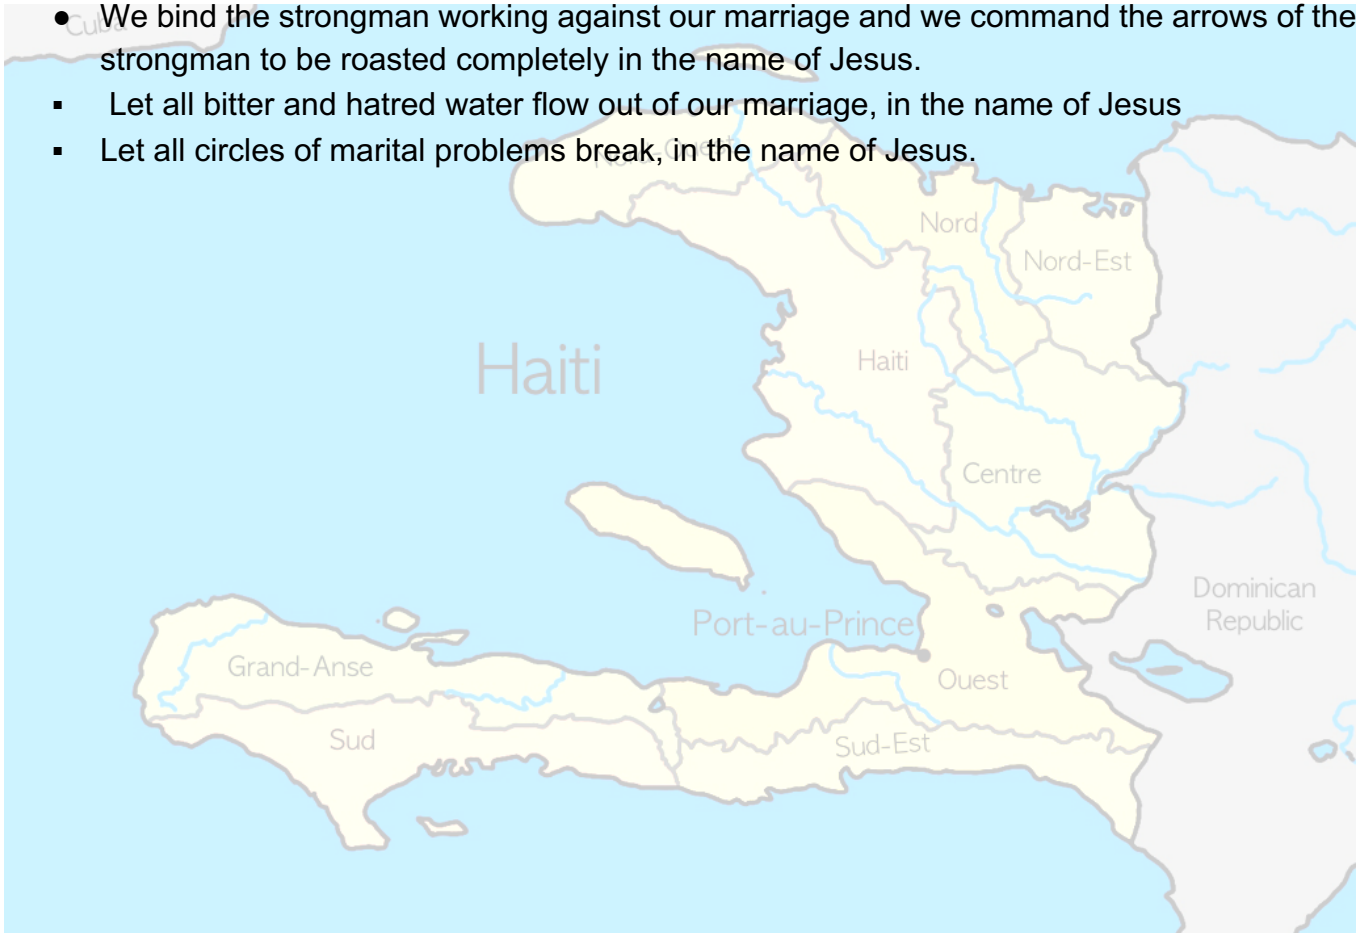 ● We bind the strongman working against our marriage and we command the arrows of the
strongman to be roasted completely in the name of Jesus.
▪ Let all bitter and hatred water flow out of our marriage, in the name of Jesus
▪ Let all circles of marital problems break, in the name of Jesus.
Cuba
Nord-Ouest
Nord
Nord-Est
Haiti
Haiti
Centre
Dominican
Republic
Port-au-Prince
Grand-Anse
Ouest
Sud
Sud-Est